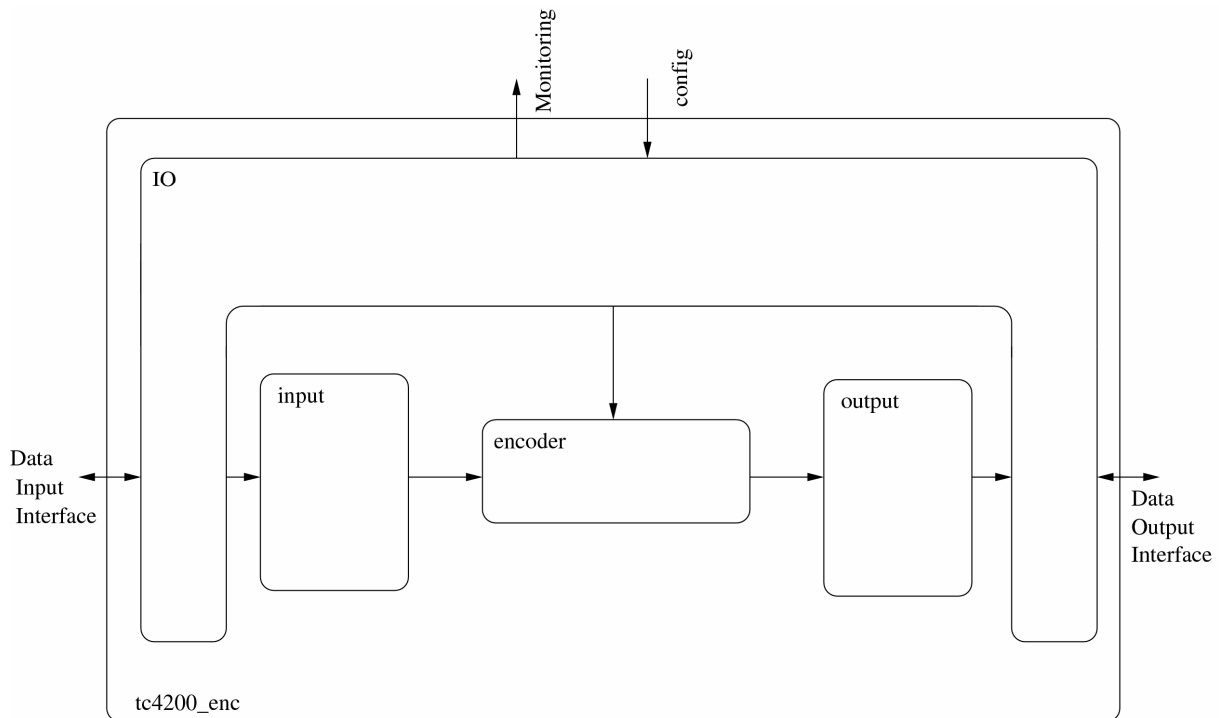 Monitoring
config
IO
input
output
encoder
Data
Input
Interface
Data
Output
Interface
tc4200_enc